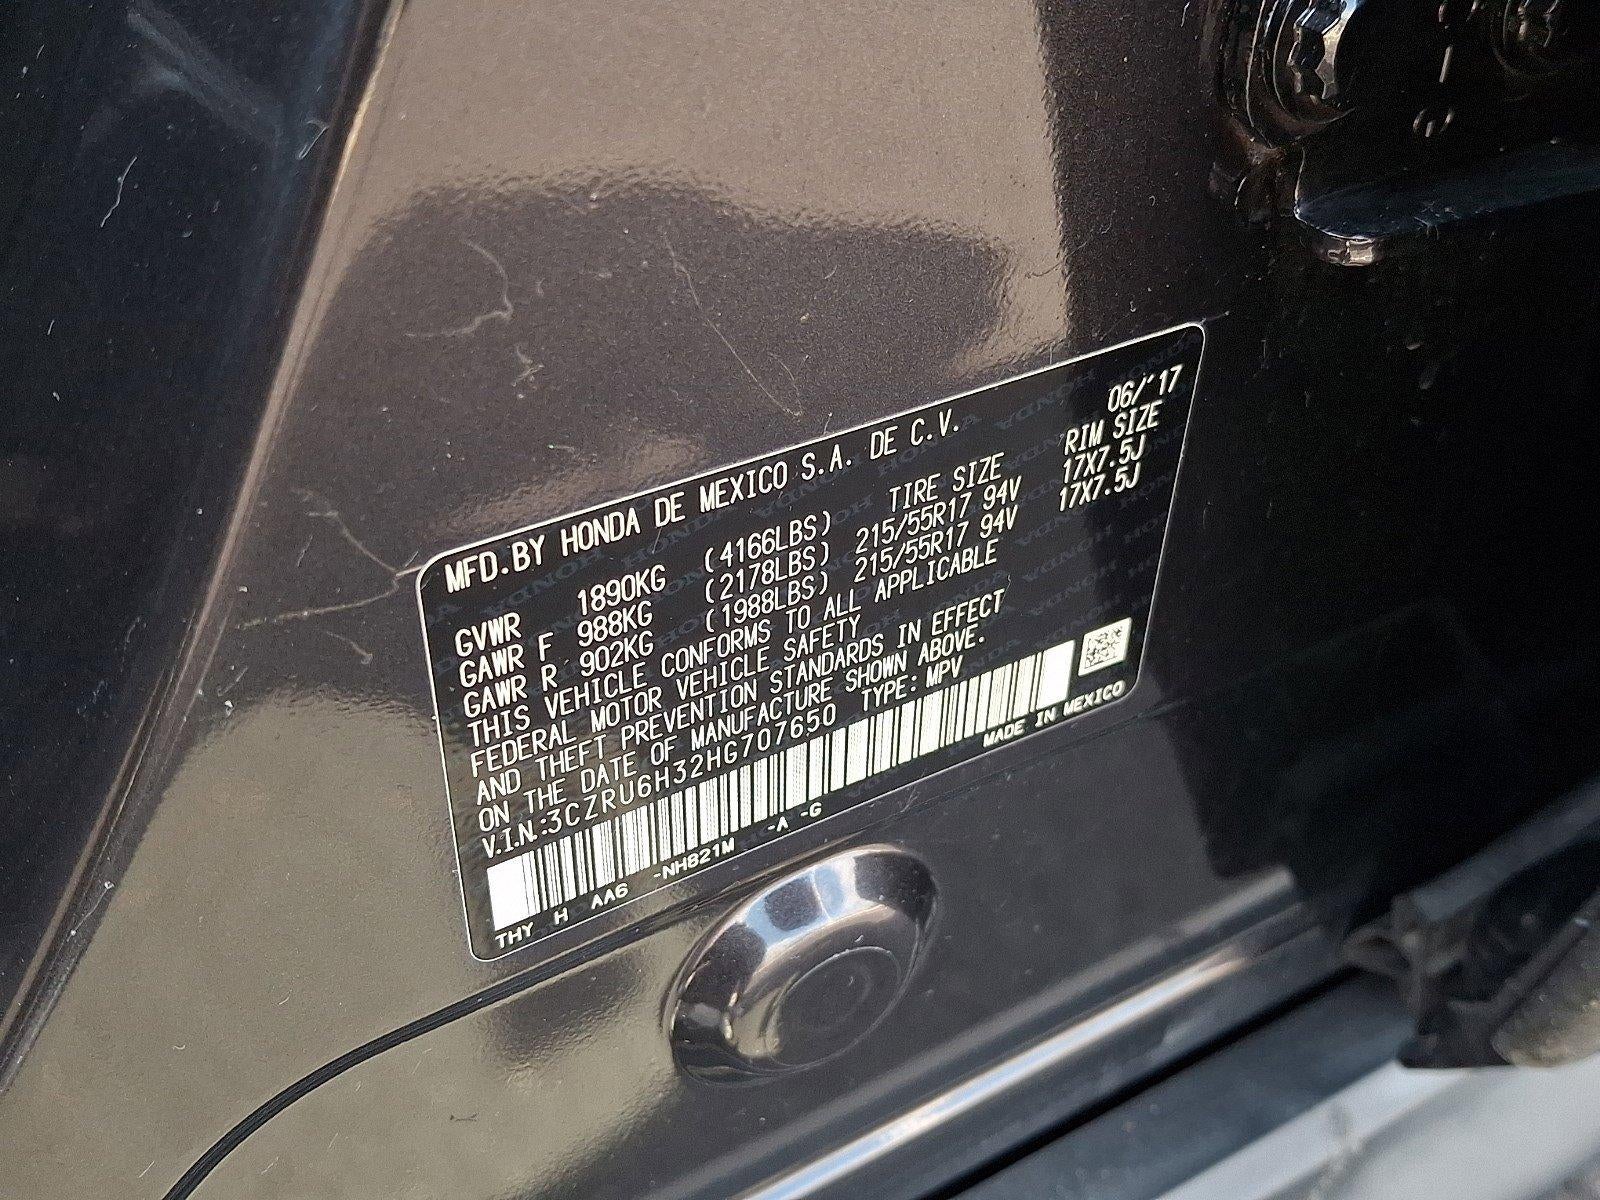 MFD. BY HONDA DE MEXICO S.A. DE C.V. 06/'17
TIRE SIZE RIM SIZE
GVWR 1890KG (4166LBS)
GAWR F 988KG (2178LBS) 215/55R17 94V 17X7.5J
GAWR R 902KG (1988LBS) 215/55R17 94V 17X7.5J
THIS VEHICLE CONFORMS TO ALL APPLICABLE
FEDERAL MOTOR VEHICLE SAFETY
AND THEFT PREVENTION STANDARDS IN EFFECT
ON THE DATE OF MANUFACTURE SHOWN ABOVE.
V.I.N.:3CZRU6H32HG707650 TYPE: MPV
MADE IN MEXICO
THY H AA6 -NH821M -A -G